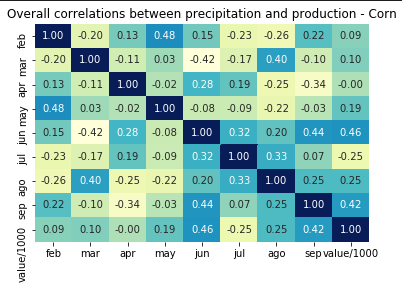 Overall correlations between precipitation and production - Corn
feb 1.00 -0.20 0.13 0.48 0.15 -0.23 -0.26 0.22 0.09
mar -0.20 1.00 -0.11 0.03 -0.42 -0.17 0.40 -0.10 0.10
apr 0.13 -0.11 1.00 -0.02 0.28 0.19 -0.25 -0.34 -0.00
may 0.48 0.03 -0.02 1.00 -0.08 -0.09 -0.22 -0.03 0.19
jun 0.15 -0.42 0.28 -0.08 1.00 0.32 0.20 0.44 0.46
jul -0.23 -0.17 0.19 -0.09 0.32 1.00 0.33 0.07 -0.25
ago -0.26 0.40 -0.25 -0.22 0.20 0.33 1.00 0.25 0.25
sep 0.22 -0.10 -0.34 -0.03 0.44 0.07 0.25 1.00 0.42
value/1000 0.09 0.10 -0.00 0.19 0.46 -0.25 0.25 0.42 1.00
feb mar apr may jun jul ago sep value/1000